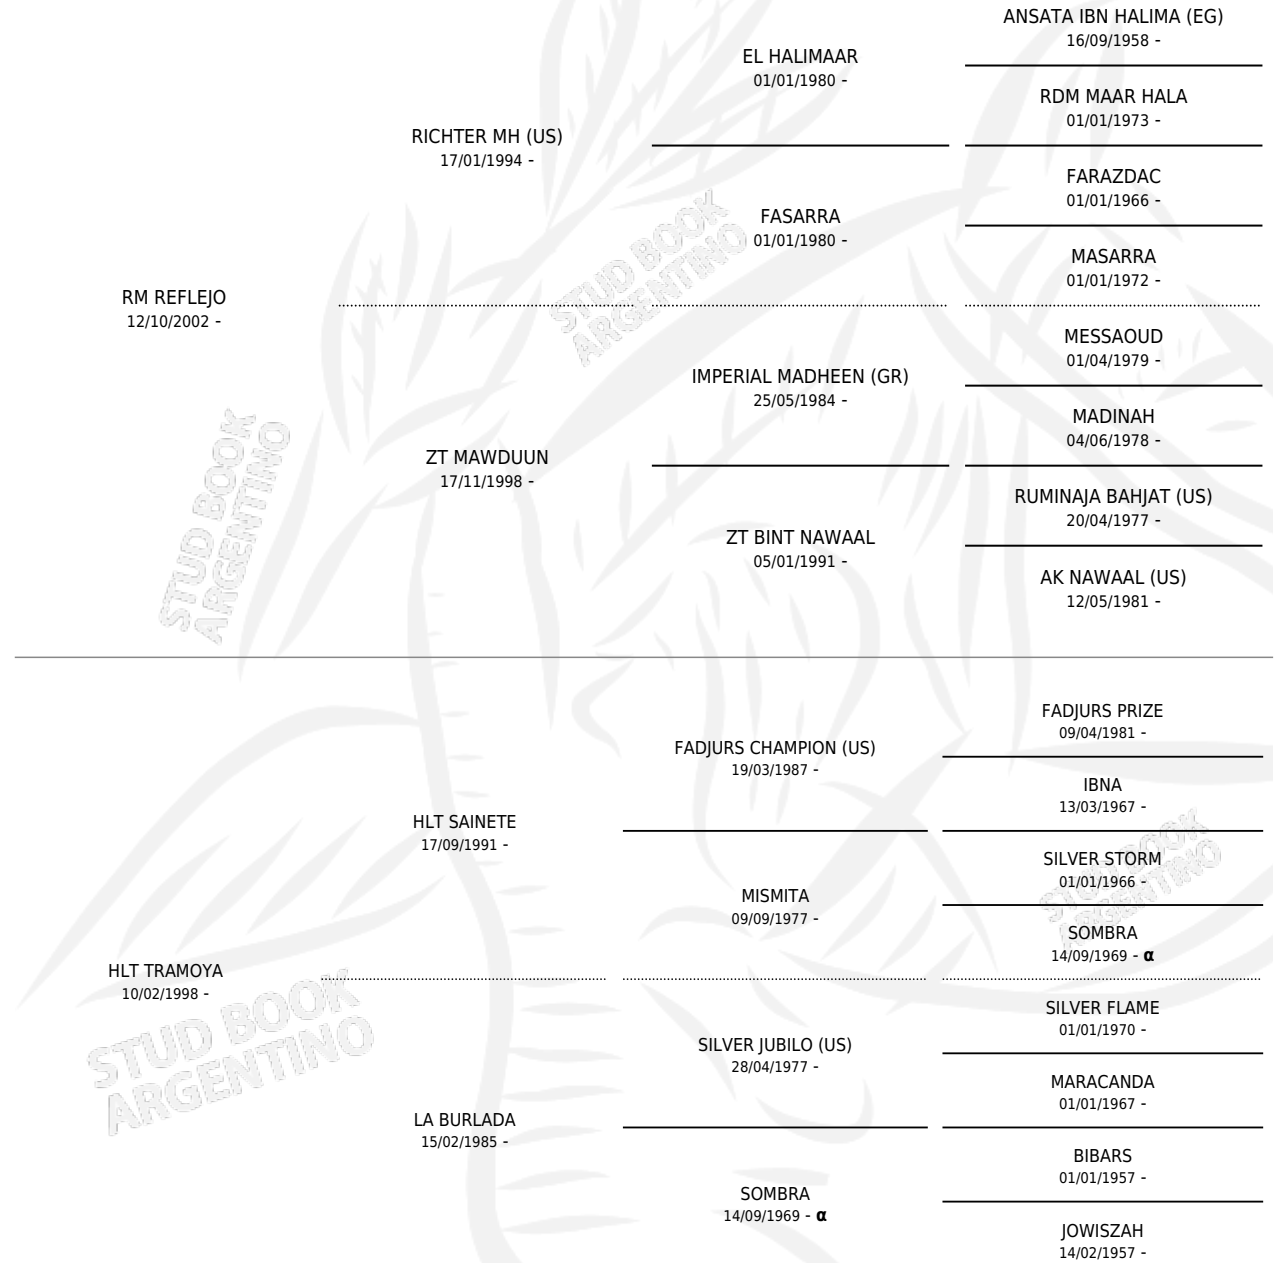 ANSATA IBN HALIMA (EG)
16/09/1958 -
EL HALIMAAR
01/01/1980 -
RDM MAAR HALA
01/01/1973 -
RICHTER MH (US)
17/01/1994 -
FARAZDAC
01/01/1966 -
FASARRA
01/01/1980 -
MASARRA
01/01/1972 -
RM REFLEJO
12/10/2002 -
MESSAOUD
01/04/1979 -
IMPERIAL MADHEEN (GR)
25/05/1984 -
MADINAH
04/06/1978 -
ZT MAWDUUN
17/11/1998 -
RUMINAJA BAHJAT (US)
20/04/1977 -
ZT BINT NAWAAL
05/01/1991 -
AK NAWAAL (US)
12/05/1981 -
STUD BOOK
ARGENTINO
STUD BOOK
ARGENTINO
FADJURS PRIZE
09/04/1981 -
FADJURS CHAMPION (US)
19/03/1987 -
IBNA
13/03/1967 -
HLT SAINETE
17/09/1991 -
SILVER STORM
01/01/1966 -
MISMITA
09/09/1977 -
SOMBRA
14/09/1969 - α
HLT TRAMOYA
10/02/1998 -
SILVER FLAME
01/01/1970 -
SILVER JUBILO (US)
28/04/1977 -
MARACANDA
01/01/1967 -
LA BURLADA
15/02/1985 -
BIBARS
01/01/1957 -
SOMBRA
14/09/1969 - α
JOWISZAH
14/02/1957 -
STUD BOOK
ARGENTINO
STUD BOOK
ARGENTINO